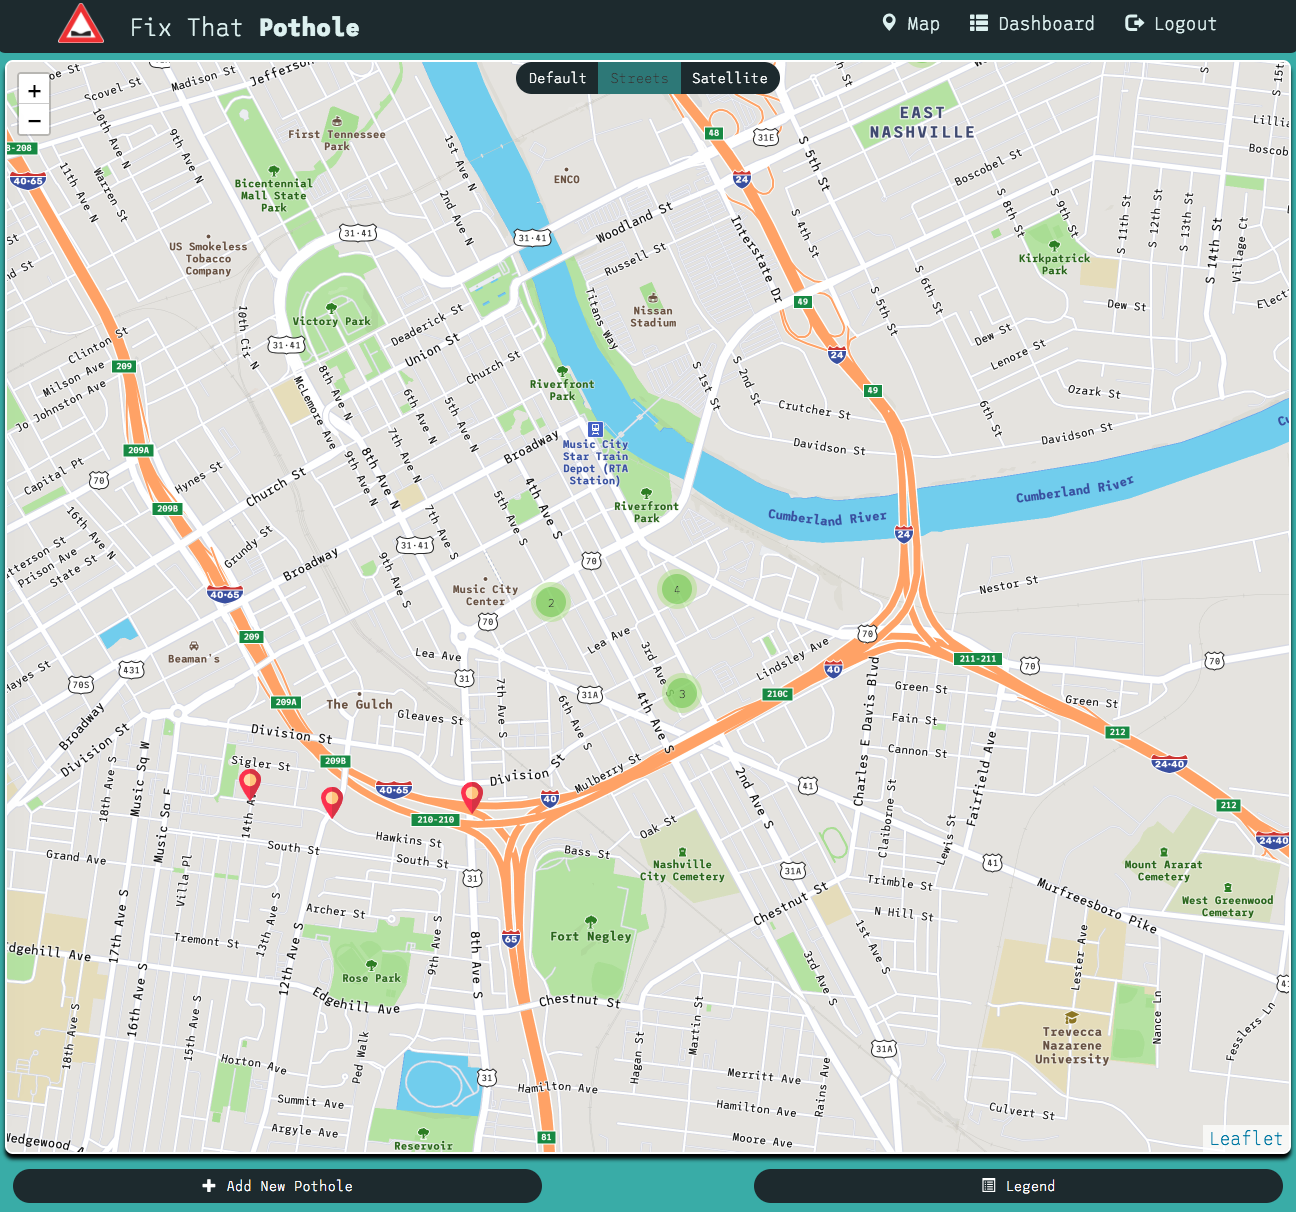 Fix That Pothole
Map
Dashboard
Logout
+
−
Default
Streets
Satellite
Scovel St
Madison St
10th Ave N
9th Ave N
11th Ave N
Warren St
First Tennessee
Park
Bicentennial
Mall State
Park
40-65
US Smokeless
Tobacco
Company
31-41
1st Ave N
2nd Ave N
ENCO
31-41
Woodland St
Russell St
48
31E
24
EAST
NASHVILLE
S 5th St
Boscobel St
S 4th St
Interstate Dr
S 8th St
S 9th St
S 11th St
S 12th St
S 13th St
S 14th St
Village Ct
Kirkpatrick
Park
Dew St
S 6th St
S 5th St
Dew St
Lenore St
49
24
49
Ozark St
6th St
Davidson St
Crutcher St
Davidson St
Cumberland River
Cumberland River
S 1st St
S 2nd St
Titans Way
Nissan
Stadium
Victory Park
Deaderick St
Union St
Church St
Riverfront
Park
10th Cir N
31-41
McLemore Ave
8th Ave N
6th Ave N
5th Ave N
7th Ave N
9th Ave N
8th Ave N
Clinton St
209
Milson Ave
Jo Johnston Ave
209A
Capital Pt
70
Hynes St
Church St
209B
16th Ave N
Grundy St
Prison Ave
State St
Broadway
Music City
Star Train
Depot (RTA
Station)
Riverfront
Park
Broadway
4th Ave S
5th Ave S
7th Ave S
9th Ave S
31-41
70
Music City
Center
70
2
4
3
24
Nestor St
70
40-65
209
Beaman's
431
70S
Lea Ave
Lea Ave
31
31A
3rd Ave S
4th Ave S
Lindsley Ave
40
210C
211-211
70
70
Green St
Green St
Fain St
Cannon St
212
24-40
212
24-40
Charles E Davis Blvd
Fairfield Ave
Claiborne St
Lewis St
41
41
The Gulch
209A
Gleaves St
7th Ave S
6th Ave S
Division St
Broadway
Division St
Sigler St
209B
40-65
Division St
Mulberry St
40
210-210
2nd Ave S
18th Ave S
Music Sq W
Grand Ave
Villa Pl
South St
Hawkins St
South St
31
Bass St
Oak St
Nashville
City Cemetery
31A
Chestnut St
Trimble St
N Hill St
Mount Ararat
Cemetery
West Greenwood
Cemetary
Murfreesboro Pike
Archer St
17th Ave S
Tremont St
13th Ave S
12th Ave S
Rose Park
9th Ave S
8th Ave S
65
Fort Negley
Edgehill Ave
Chestnut St
3rd Ave S
1st Ave S
Lester Ave
Trevecca
Nazarene
University
Nance Ln
Fesslers Ln
16th Ave S
15th Ave S
18th Ave S
Horton Ave
Ped Walk
Summit Ave
Argyle Ave
Reservoir
31
Hamilton Ave
81
Hagan St
Martin St
Merritt Ave
Hamilton Ave
Moore Ave
Rains Ave
31A
Culvert St
Leaflet
Add New Pothole
Legend